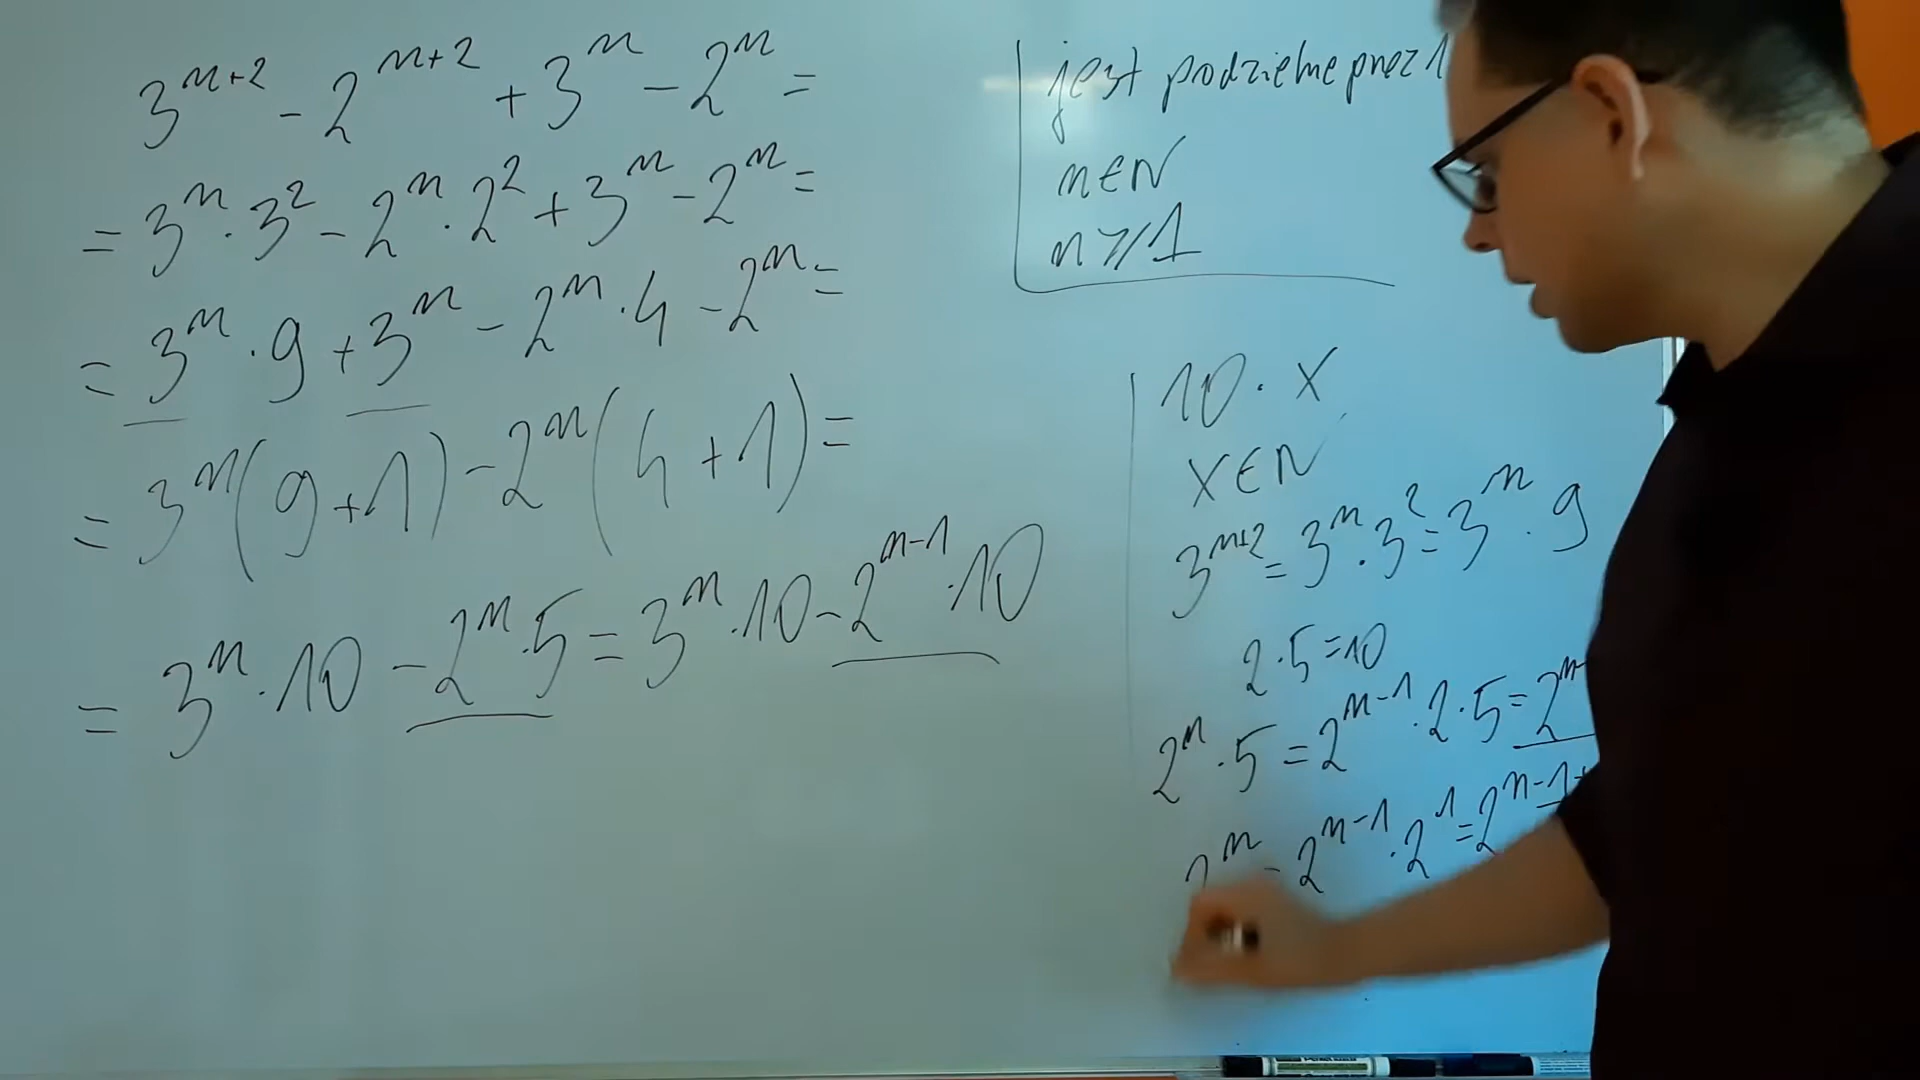 3^{n+2} - 2^{n+2} + 3^n - 2^n =
= 3^n · 3^2 - 2^n · 2^2 + 3^n - 2^n =
= 3^n · 9 + 3^n - 2^n · 4 - 2^n =
= 3^n (9+1) - 2^n (4+1) =
= 3^n · 10 - 2^n · 5 = 3^n · 10 - 2^{n-1} · 10
jest podzielne przez 1
n∈N
n⩾1
10 · x
x∈N
3^{n+2} = 3^n · 3^2 = 3^n · 9
2 · 5 = 10
2^n · 5 = 2^{n-1} · 2 · 5 = 2^{n-
2^n = 2^{n-1} · 2^1 = 2^{n-1+